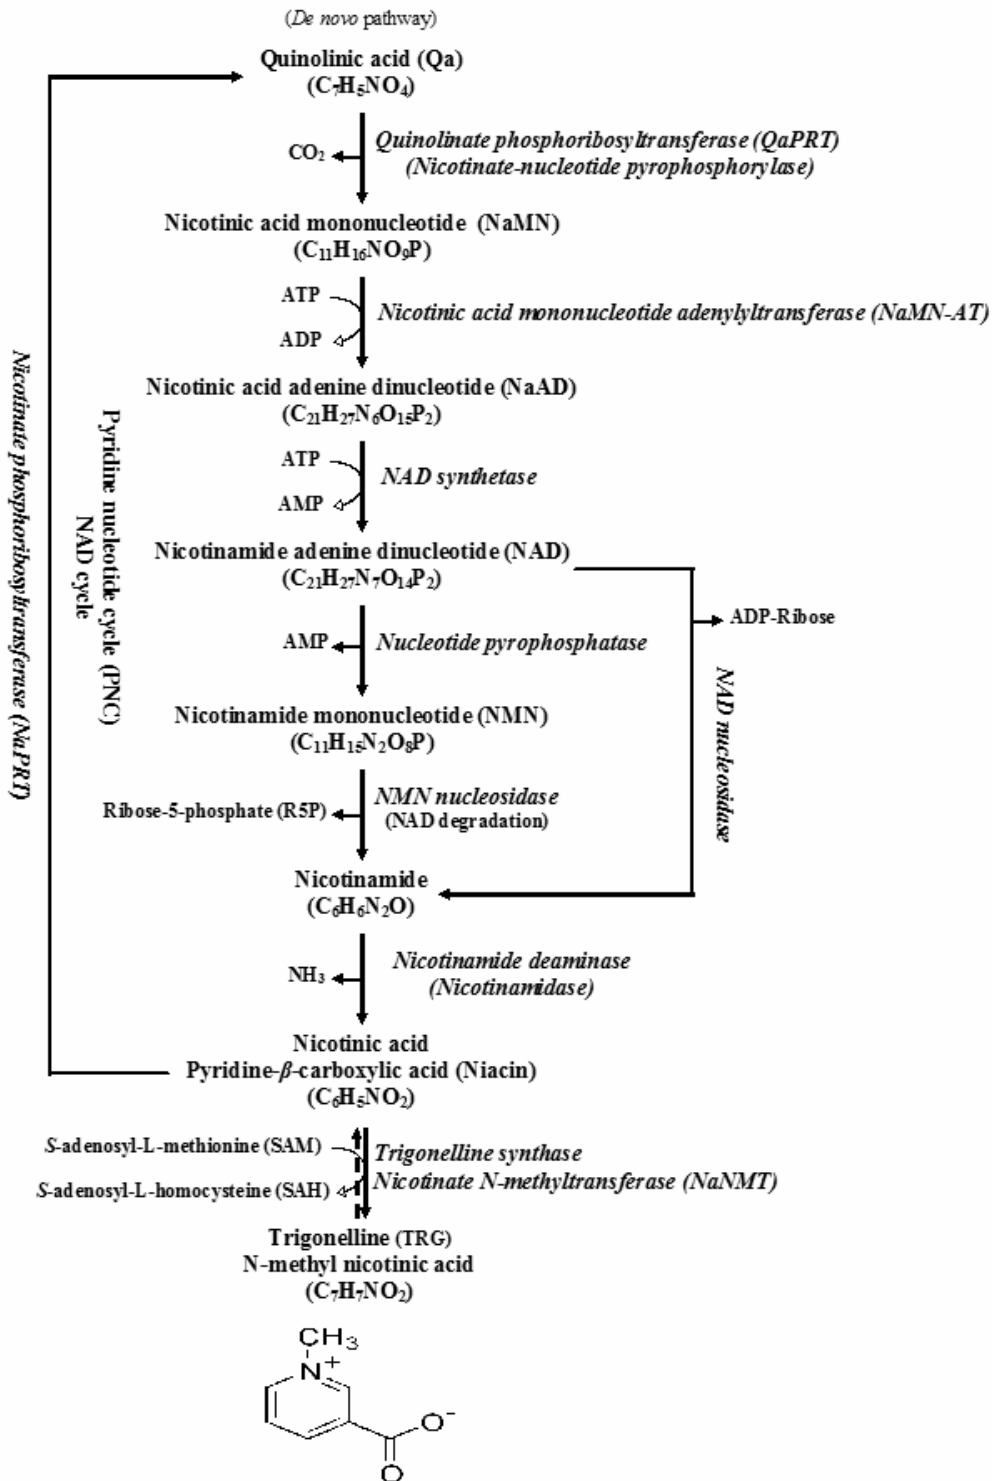 (De novo pathway)
Quinolinic acid (Qa)
(C₇H₅NO₄)
CO₂
Quinolinate phosphoribosyltransferase (QaPRT)
(Nicotinate-nucleotide pyrophosphorylase)
Nicotinic acid mononucleotide (NaMN)
(C₁₁H₁₆NO₉P)
ATP
ADP
Nicotinic acid mononucleotide adenylyltransferase (NaMN-AT)
Nicotinic acid adenine dinucleotide (NaAD)
(C₂₁H₂₇N₆O₁₅P₂)
ATP
AMP
NAD synthetase
Nicotinamide adenine dinucleotide (NAD)
(C₂₁H₂₇N₇O₁₄P₂)
ADP-Ribose
AMP
Nucleotide pyrophosphatase
Nicotinamide mononucleotide (NMN)
(C₁₁H₁₅N₂O₈P)
Ribose-5-phosphate (R5P)
NMN nucleosidase
(NAD degradation)
NAD nucleosidase
Nicotinamide
(C₆H₆N₂O)
NH₃
Nicotinamide deaminase
(Nicotinamidase)
Nicotinic acid
Pyridine-β-carboxylic acid (Niacin)
(C₆H₅NO₂)
Nicotinate phosphoribosyltransferase (NaPRT)
Pyridine nucleotide cycle (PNC)
NAD cycle
S-adenosyl-L-methionine (SAM)
S-adenosyl-L-homocysteine (SAH)
Trigonelline synthase
Nicotinate N-methyltransferase (NaNMT)
Trigonelline (TRG)
N-methyl nicotinic acid
(C₇H₇NO₂)
CH₃
N⁺
O⁻
O